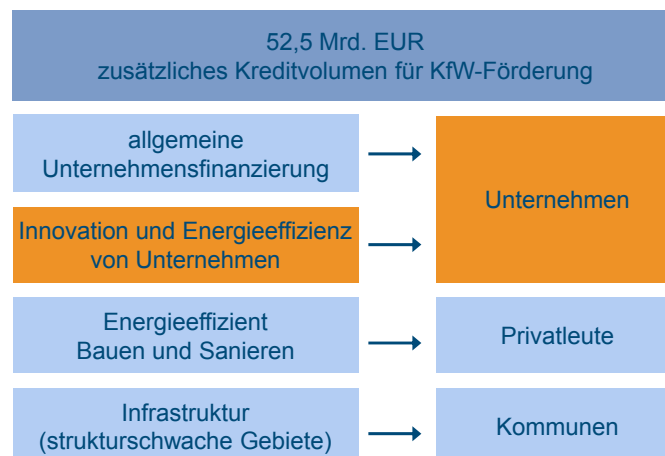 52,5 Mrd. EUR
zusätzliches Kreditvolumen für KfW-Förderung
allgemeine
Unternehmensfinanzierung
Unternehmen
Innovation und Energieeffizienz
von Unternehmen
Energieeffizient
Bauen und Sanieren
Privatleute
Infrastruktur
(strukturschwache Gebiete)
Kommunen